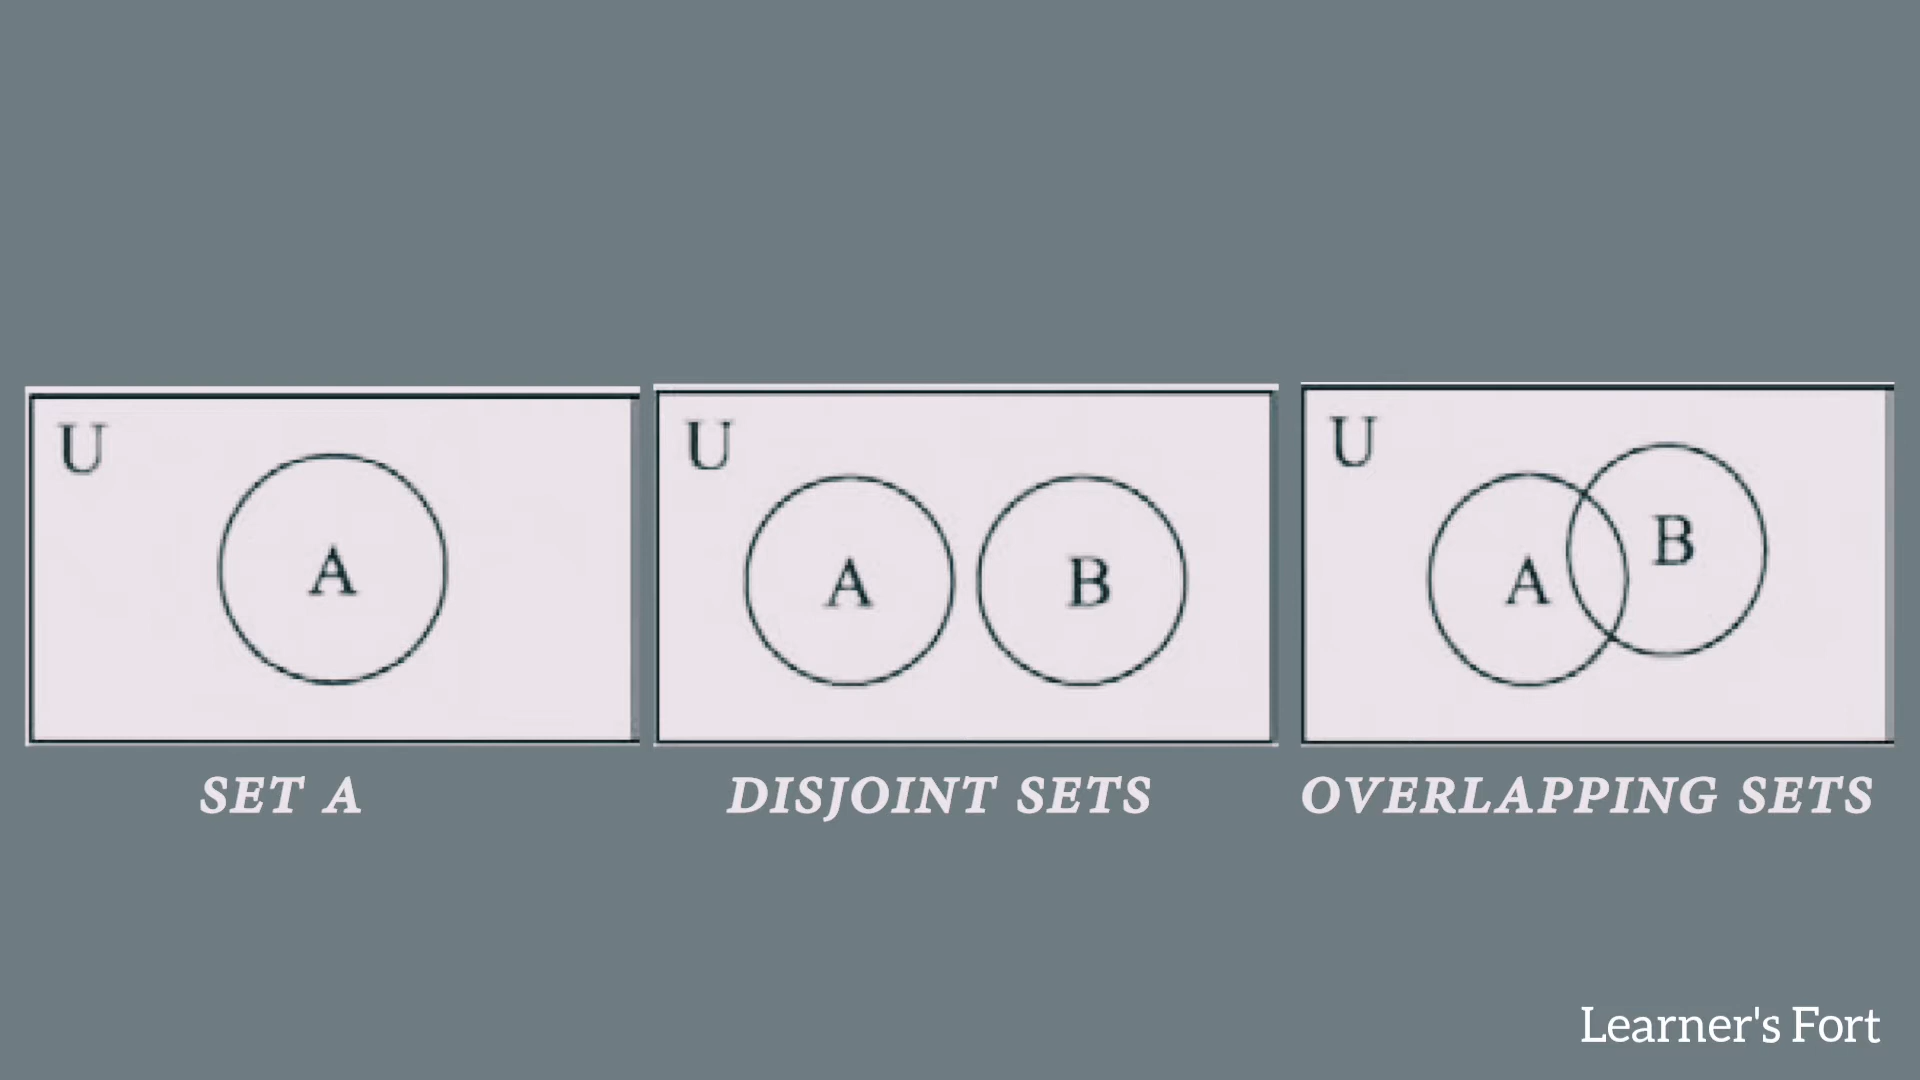 U
A
SET A
U
A
B
DISJOINT SETS
U
A
B
OVERLAPPING SETS
Learner's Fort